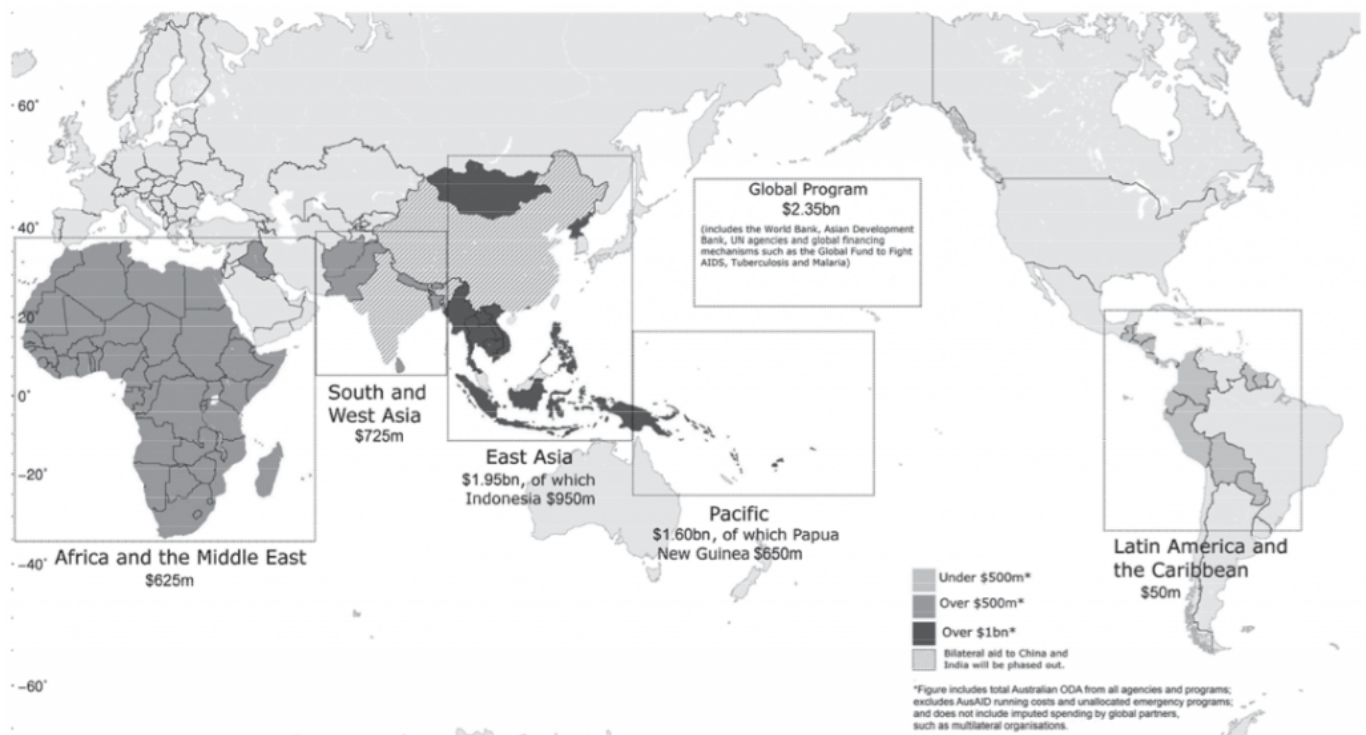 60°
40°
20°
0°
−20°
−40°
−60°
Global Program
$2.35bn
(includes the World Bank, Asian Development
Bank, UN agencies and global financing
mechanisms such as the Global Fund to Fight
AIDS, Tuberculosis and Malaria)
South and
West Asia
$725m
East Asia
$1.95bn, of which
Indonesia $950m
Pacific
$1.60bn, of which Papua
New Guinea $650m
Africa and the Middle East
$625m
Latin America and
the Caribbean
$50m
Under $500m*
Over $500m*
Over $1bn*
Bilateral aid to China and
India will be phased out.
*Figure includes total Australian ODA from all agencies and programs;
excludes AusAID running costs and unallocated emergency programs;
and does not include imputed spending by global partners,
such as multilateral organisations.